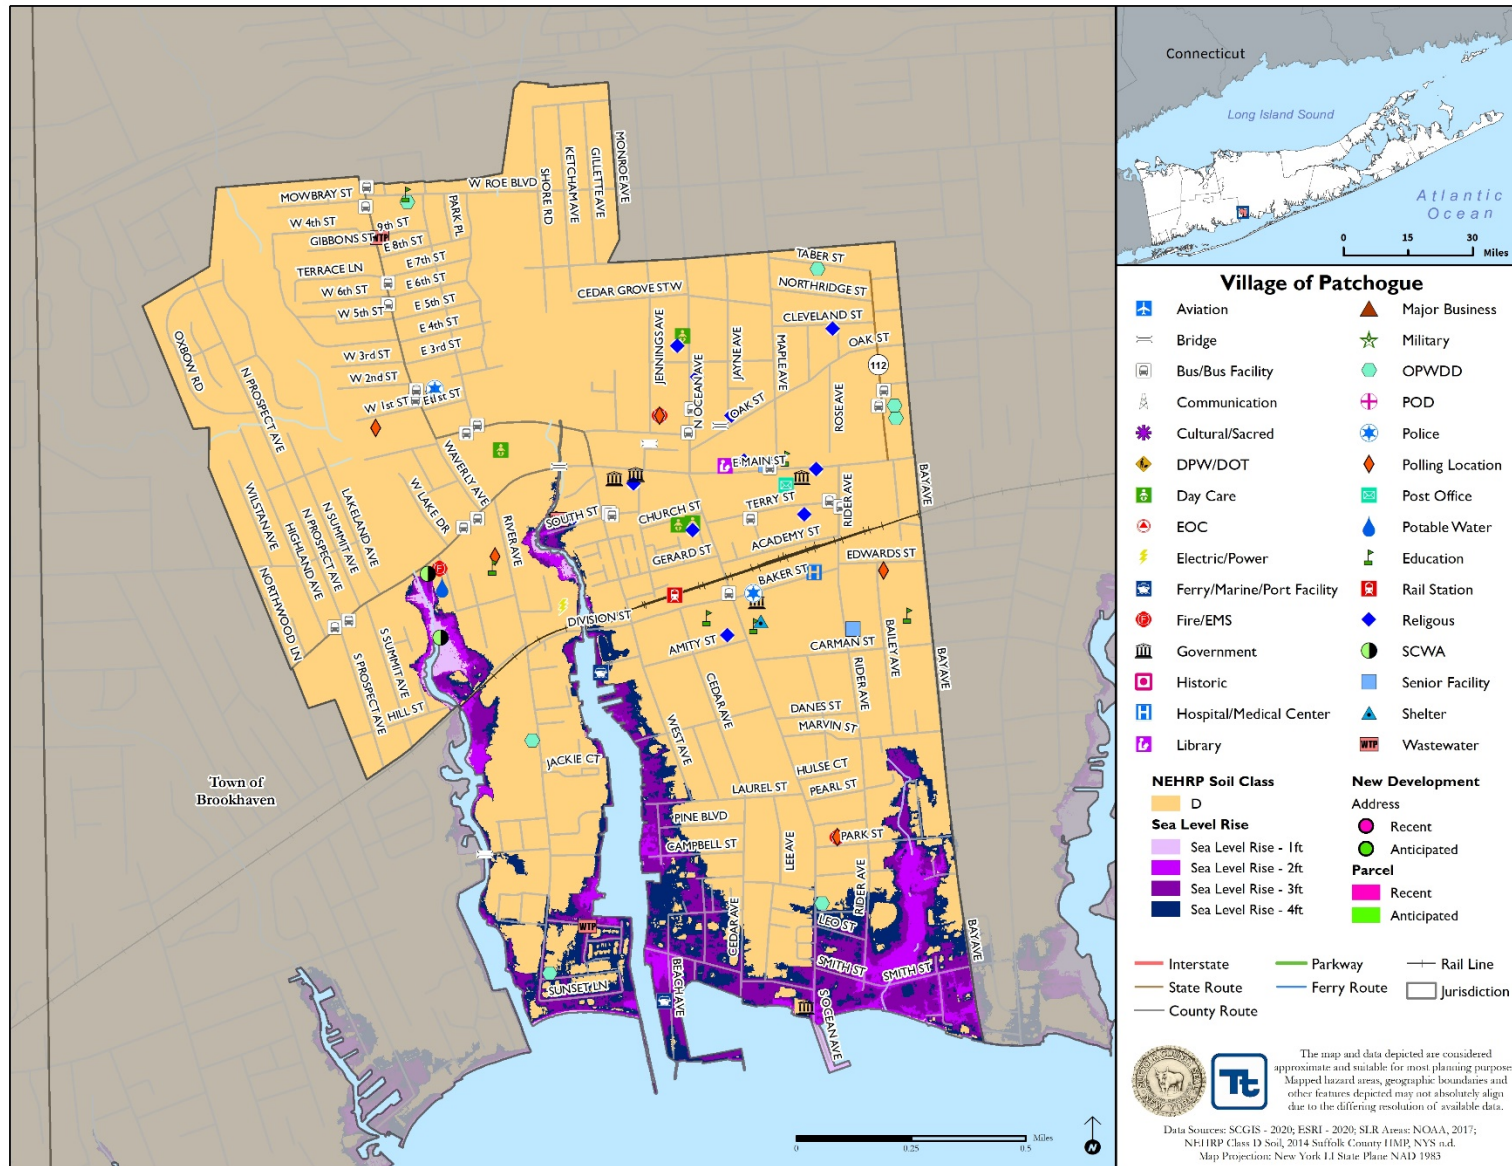 Connecticut
Long Island Sound
Atlantic
Ocean
0 15 30
Miles
Village of Patchogue
Aviation
Bridge
Bus/Bus Facility
Communication
Cultural/Sacred
DPW/DOT
Day Care
EOC
Electric/Power
Ferry/Marine/Port Facility
Fire/EMS
Government
Historic
Hospital/Medical Center
Library
Major Business
Military
OPWDD
POD
Police
Polling Location
Post Office
Potable Water
Education
Rail Station
Religous
SCWA
Senior Facility
Shelter
WTP Wastewater
NEHRP Soil Class
D
Sea Level Rise
Sea Level Rise - 1ft
Sea Level Rise - 2ft
Sea Level Rise - 3ft
Sea Level Rise - 4ft
New Development
Address
Recent
Anticipated
Parcel
Recent
Anticipated
Interstate
State Route
County Route
Parkway
Ferry Route
Rail Line
Jurisdiction
Tt
The map and data depicted are considered
approximate and suitable for most planning purpose
Mapped hazard areas, geographic boundaries and
other features depicted may not absolutely align
due to the differing resolution of available data.
Data Sources: SCGIS - 2020; ESRI - 2020; SLR Areas: NOAA, 2017;
NEHRP Class D Soil, 2014 Suffolk County HMP, NYS n.d.
Map Projection: New York LI State Plane NAD 1983
MOWBRAY ST
W ROE BLVD
SHORE RD
KETCHAM AVE
GILLETTE AVE
MONROE AVE
W 4th ST
9th ST
PARK PL
GIBBONS ST
WTP
E 8th ST
E 7th ST
TERRACE LN
E 6th ST
W 6th ST
E 5th ST
W 5th ST
E 4th ST
E 3rd ST
W 3rd ST
W 2nd ST
W 1st ST
E 1st ST
OXBOW RD
N PROSPECT AVE
TABER ST
CEDAR GROVE ST W
NORTHRIDGE ST
CLEVELAND ST
OAK ST
112
JENNINGS AVE
N OCEAN AVE
JAYNE AVE
MAPLE AVE
OAK ST
ROSE AVE
WAVERLY AVE
W LAKE DR
RIVER AVE
E MAIN ST
BAY AVE
TERRY ST
RIDER AVE
SOUTH ST
CHURCH ST
ACADEMY ST
GERARD ST
WILSTAN AVE
HIGHLAND AVE
N PROSPECT AVE
N SUMMIT AVE
LAKELAND AVE
NORTHWOOD LN
EDWARDS ST
BAKER ST
DIVISION ST
AMITY ST
CARMAN ST
BAILEY AVE
BAY AVE
S PROSPECT AVE
S SUMMIT AVE
HILL ST
CEDAR AVE
RIDER AVE
WEST AVE
DANES ST
MARVIN ST
JACKIE CT
HULSE CT
LAUREL ST
PEARL ST
PINE BLVD
CAMPBELL ST
LEE AVE
PARK ST
RIDER AVE
CEDAR AVE
LEO ST
WTP
SMITH ST
SMITH ST
BAY AVE
SUNSET LN
BEACH AVE
S OCEAN AVE
Town of
Brookhaven
Miles
0 0.25 0.5
N